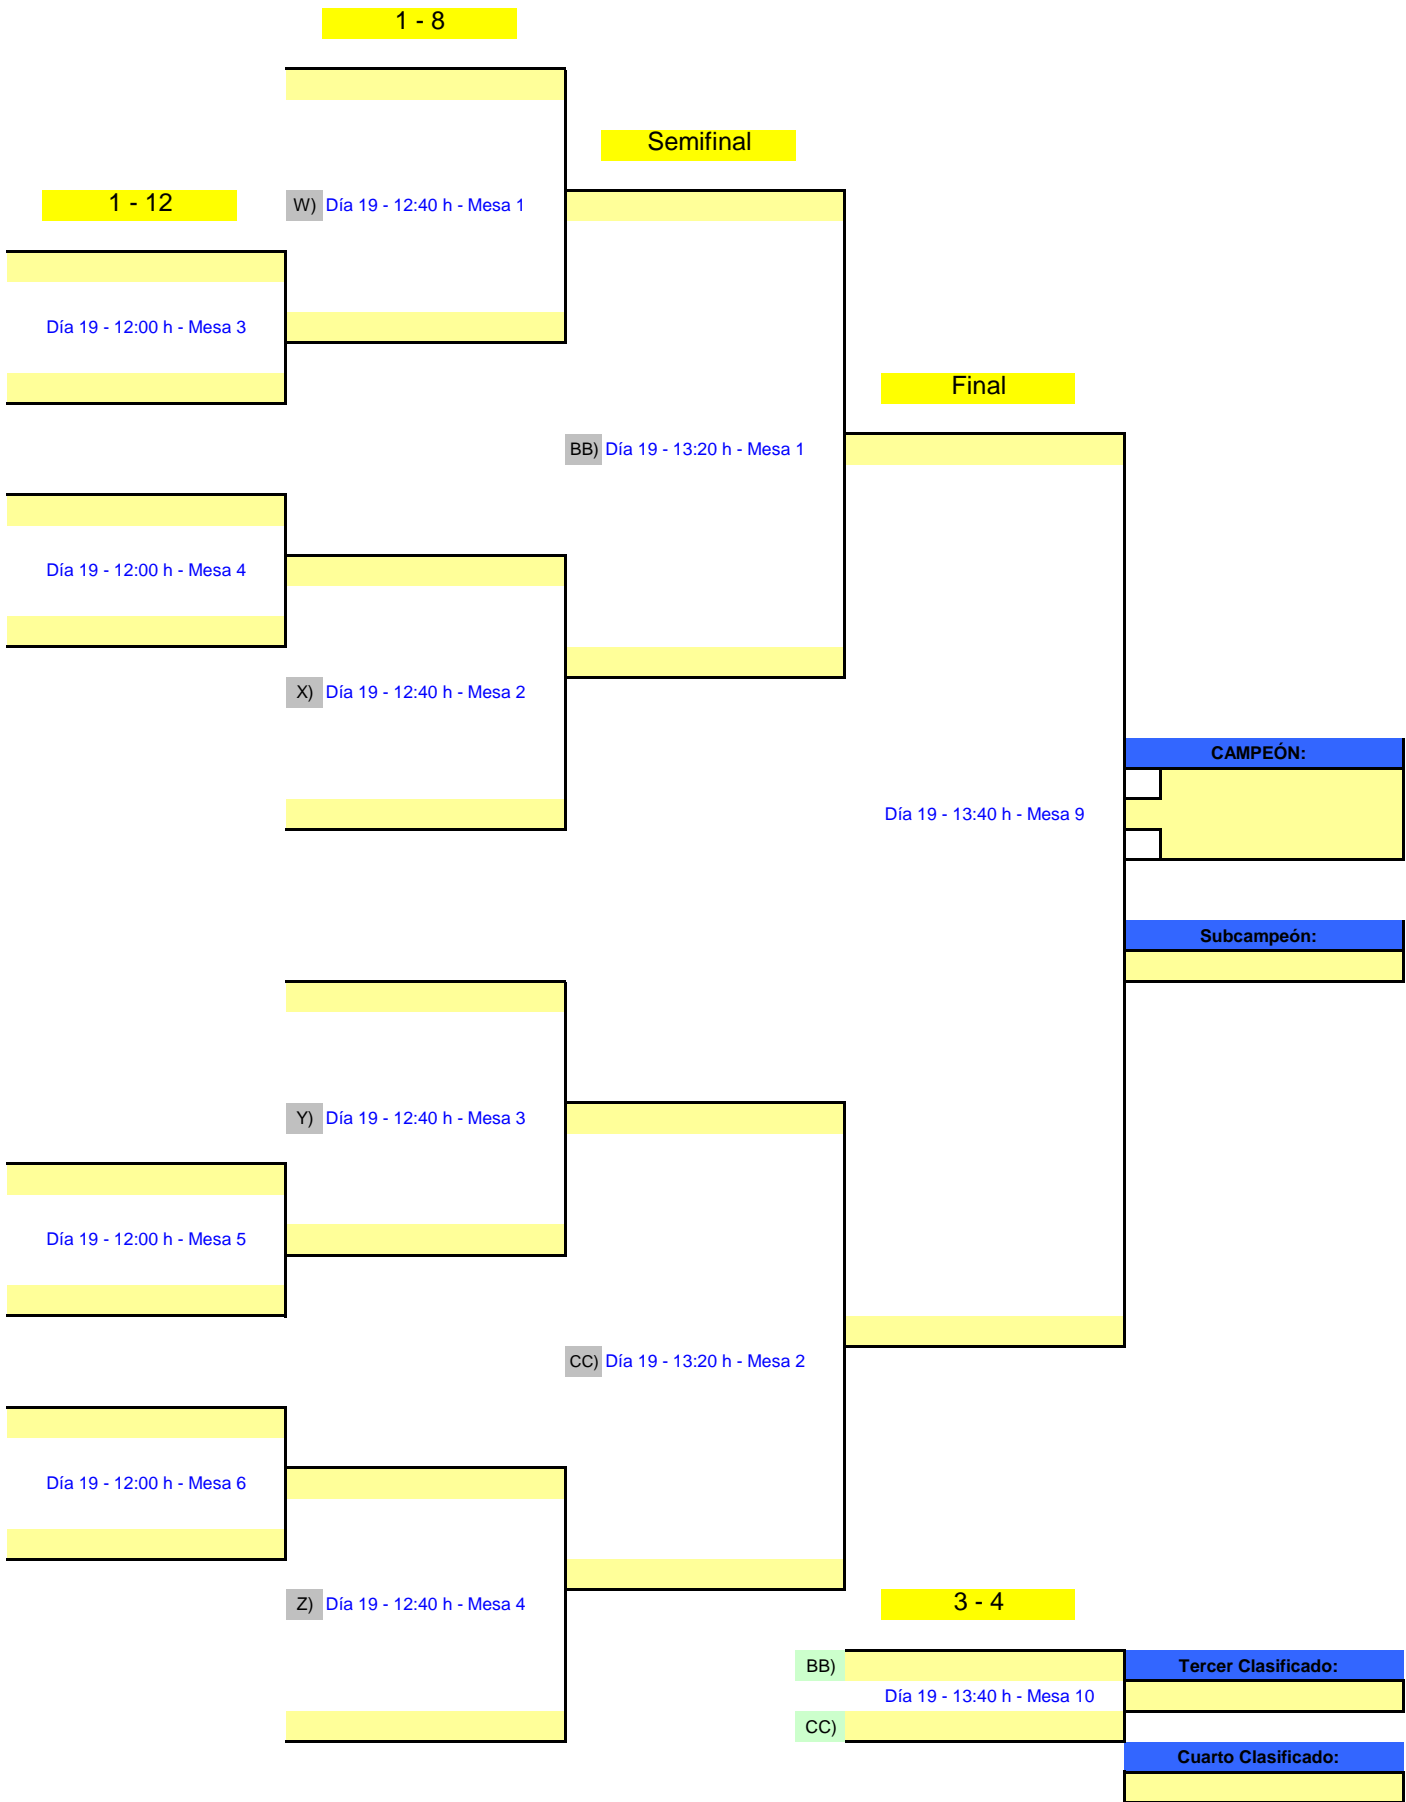 1 - 8
Semifinal
1 - 12
W) Día 19 - 12:40 h - Mesa 1
Día 19 - 12:00 h - Mesa 3
Final
BB) Día 19 - 13:20 h - Mesa 1
Día 19 - 12:00 h - Mesa 4
X) Día 19 - 12:40 h - Mesa 2
CAMPEÓN:
Día 19 - 13:40 h - Mesa 9
Subcampeón:
Y) Día 19 - 12:40 h - Mesa 3
Día 19 - 12:00 h - Mesa 5
CC) Día 19 - 13:20 h - Mesa 2
Día 19 - 12:00 h - Mesa 6
Z) Día 19 - 12:40 h - Mesa 4
3 - 4
BB)
Tercer Clasificado:
Día 19 - 13:40 h - Mesa 10
CC)
Cuarto Clasificado: